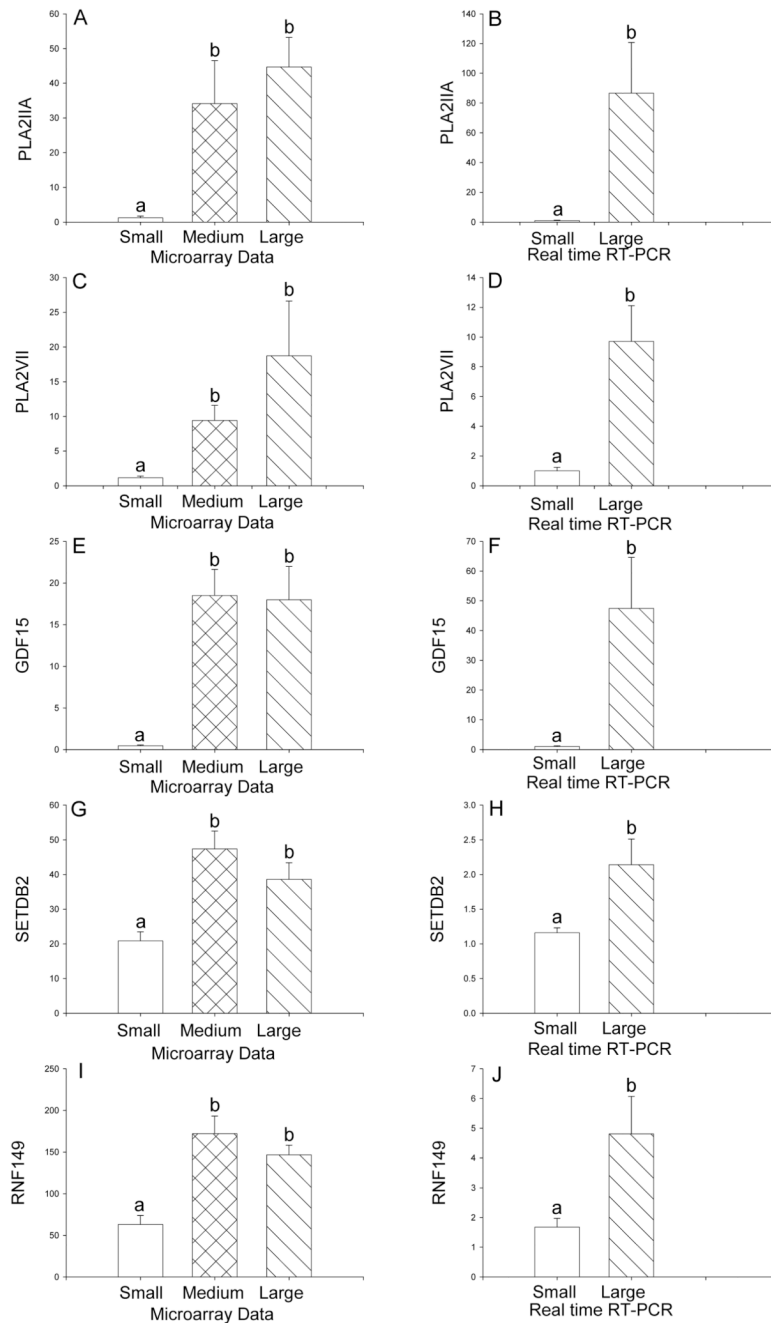 A
PLA2IIA
60
50
40
30
20
10
0
a
b
b
Small Medium Large
Microarray Data
B
PLA2IIA
140
120
100
80
60
40
20
0
a
b
Small Large
Real time RT-PCR
C
PLA2VII
30
25
20
15
10
5
0
a
b
b
Small Medium Large
Microarray Data
D
PLA2VII
14
12
10
8
6
4
2
0
a
b
Small Large
Real time RT-PCR
E
GDF15
25
20
15
10
5
0
a
b
b
Small Medium Large
Microarray Data
F
GDF15
70
60
50
40
30
20
10
0
a
b
Small Large
Real time RT-PCR
G
SETDB2
60
50
40
30
20
10
0
a
b
b
Small Medium Large
Microarray Data
H
SETDB2
3.0
2.5
2.0
1.5
1.0
0.5
0.0
a
b
Small Large
Real time RT-PCR
I
RNF149
250
200
150
100
50
0
a
b
b
Small Medium Large
Microarray Data
J
RNF149
7
6
5
4
3
2
1
0
a
b
Small Large
Real time RT-PCR